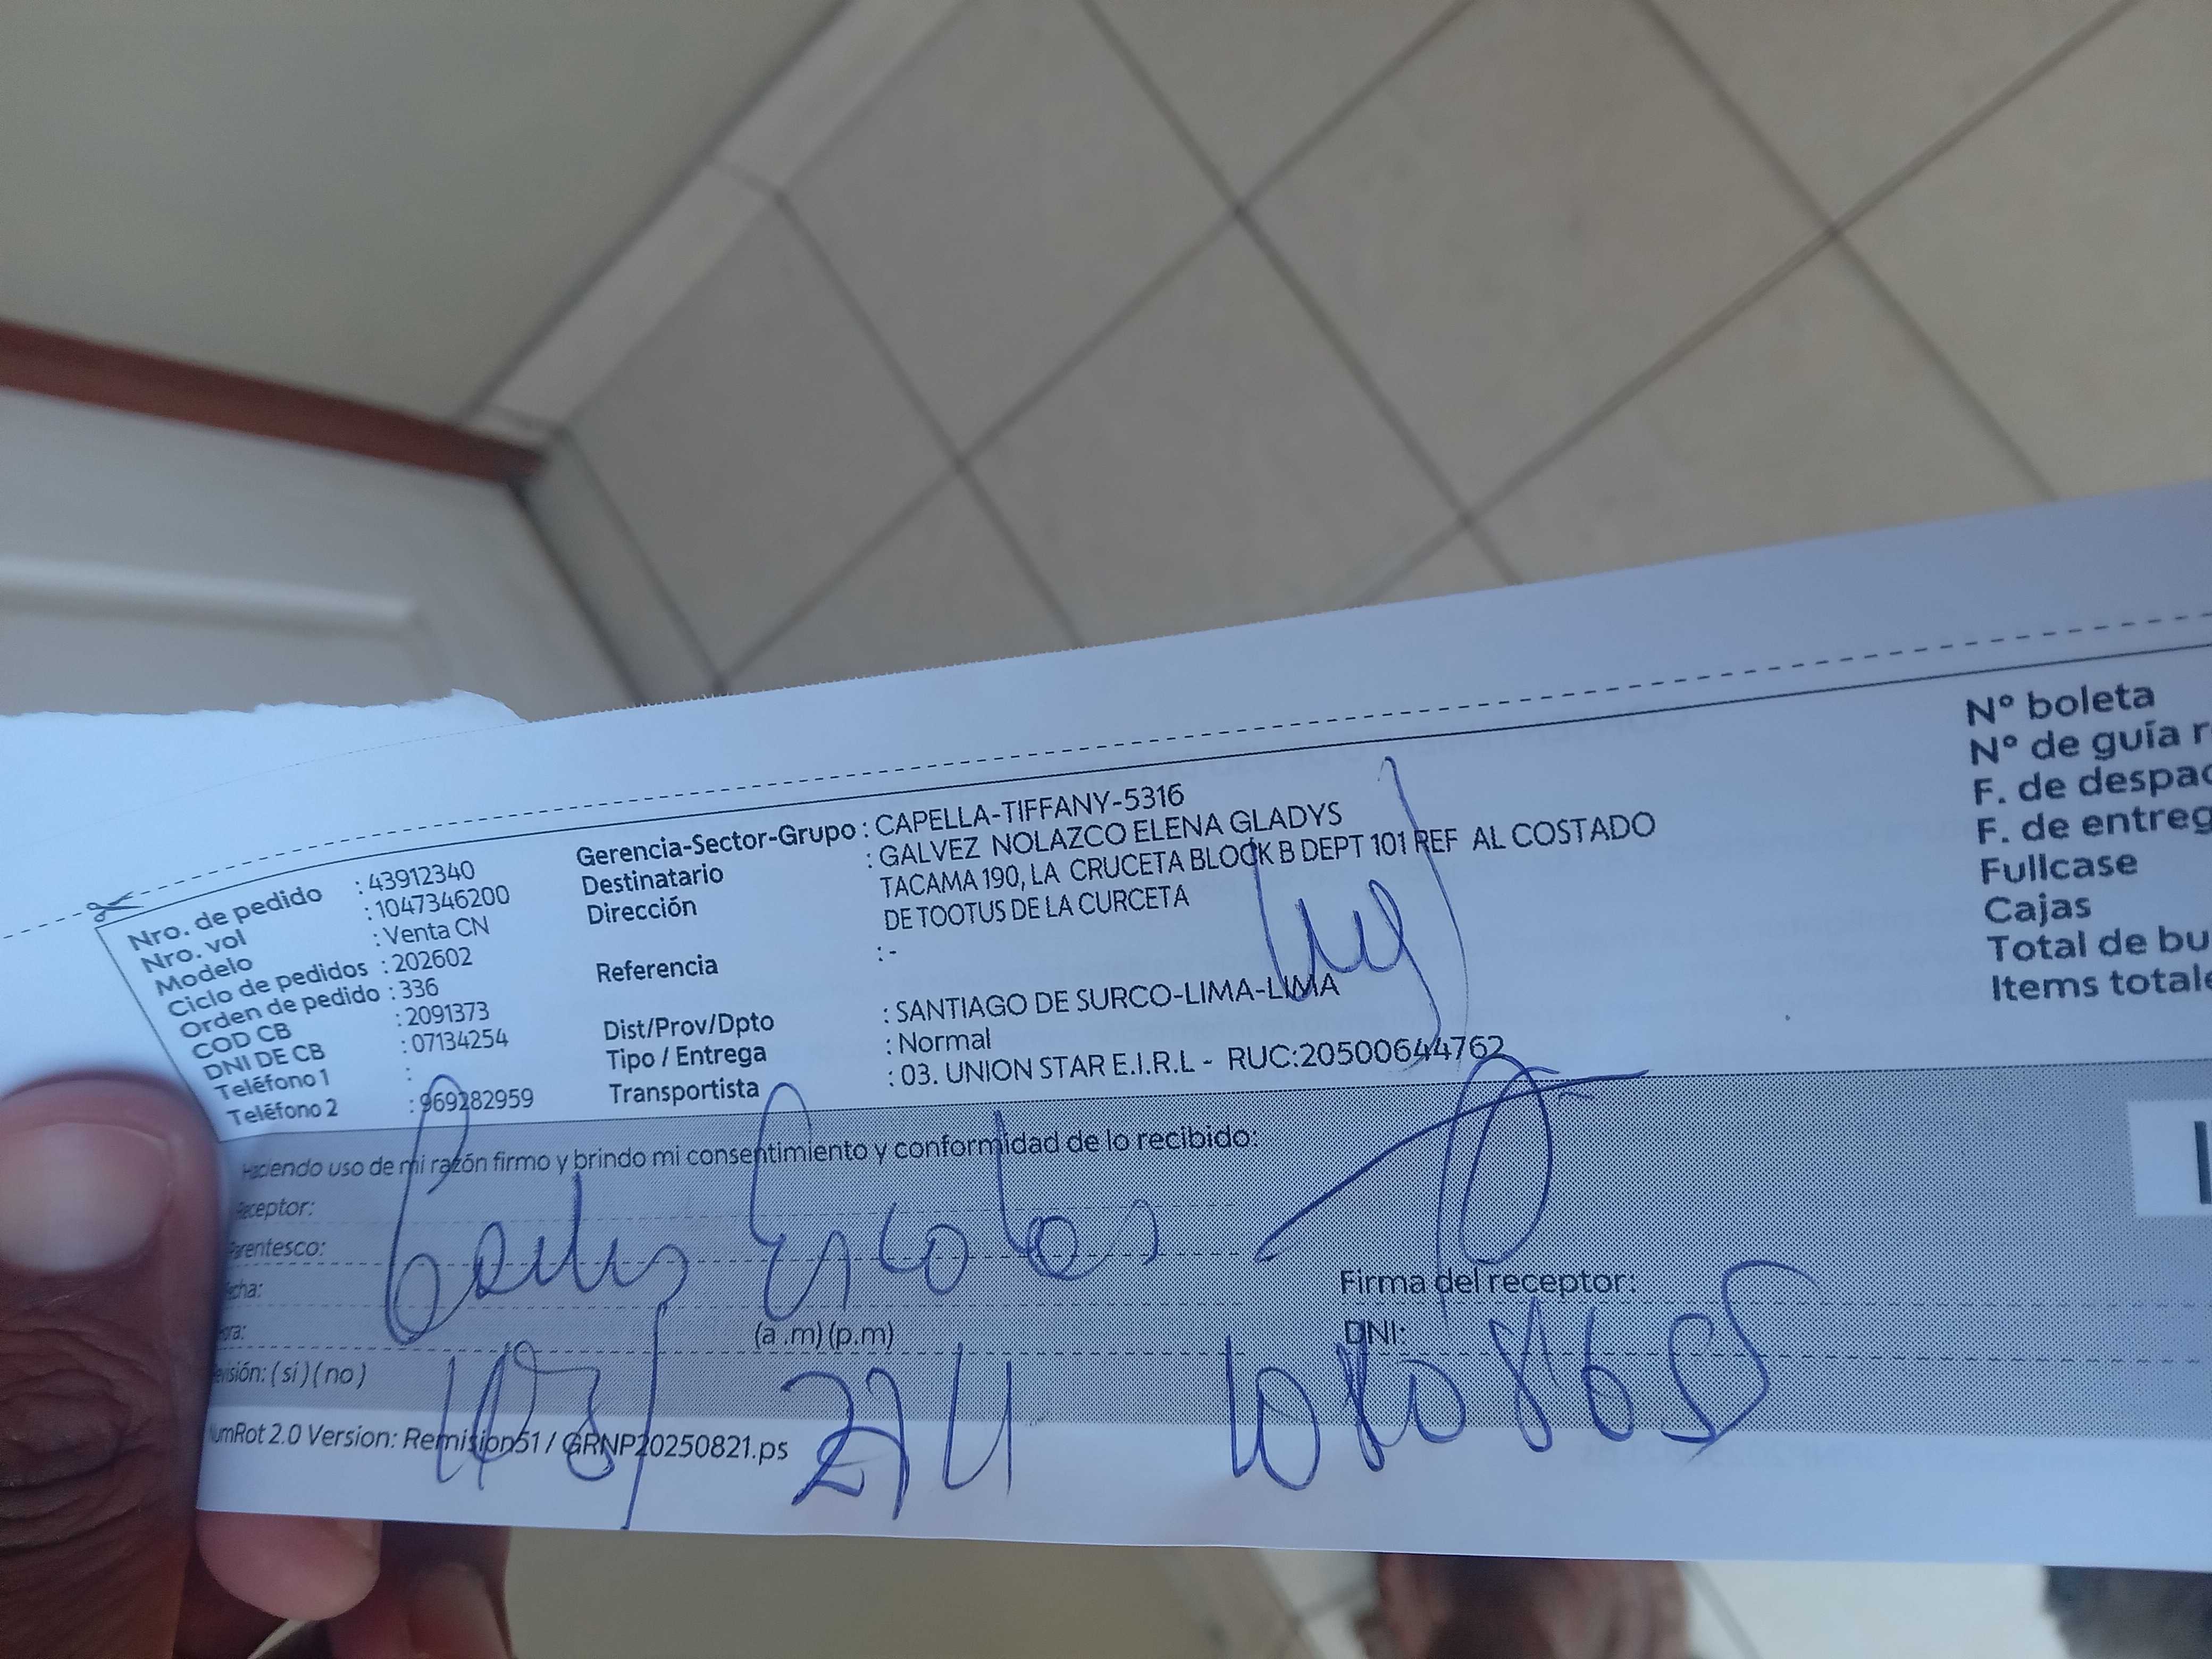 Nro. de pedido : 43912340
Nro. vol : 1047346200
Modelo : Venta CN
Ciclo de pedidos : 202602
Orden de pedido : 336
COD CB : 2091373
DNI DE CB : 07134254
Teléfono 1 :
Teléfono 2 : 969282959
Gerencia-Sector-Grupo : CAPELLA-TIFFANY-5316
Destinatario : GALVEZ NOLAZCO ELENA GLADYS
Dirección TACAMA 190, LA CRUCETA BLOCK B DEPT 101 REF AL COSTADO
DE TOOTUS DE LA CURCETA
Referencia : -
Dist/Prov/Dpto : SANTIAGO DE SURCO-LIMA-LIMA
Tipo / Entrega : Normal
Transportista : 03. UNION STAR E.I.R.L - RUC:20500644762
N° boleta
N° de guía
F. de despac
F. de entreg
Fullcase
Cajas
Total de bu
Items totale
Haciendo uso de mi razón firmo y brindo mi consentimiento y conformidad de lo recibido:
Receptor:
Parentesco:
Fecha:
Hora: (a .m) (p.m)
Revisión: ( sí ) ( no )
Firma del receptor:
DNI:
NumRot 2.0 Version: Remision51 / GRNP20250821.ps